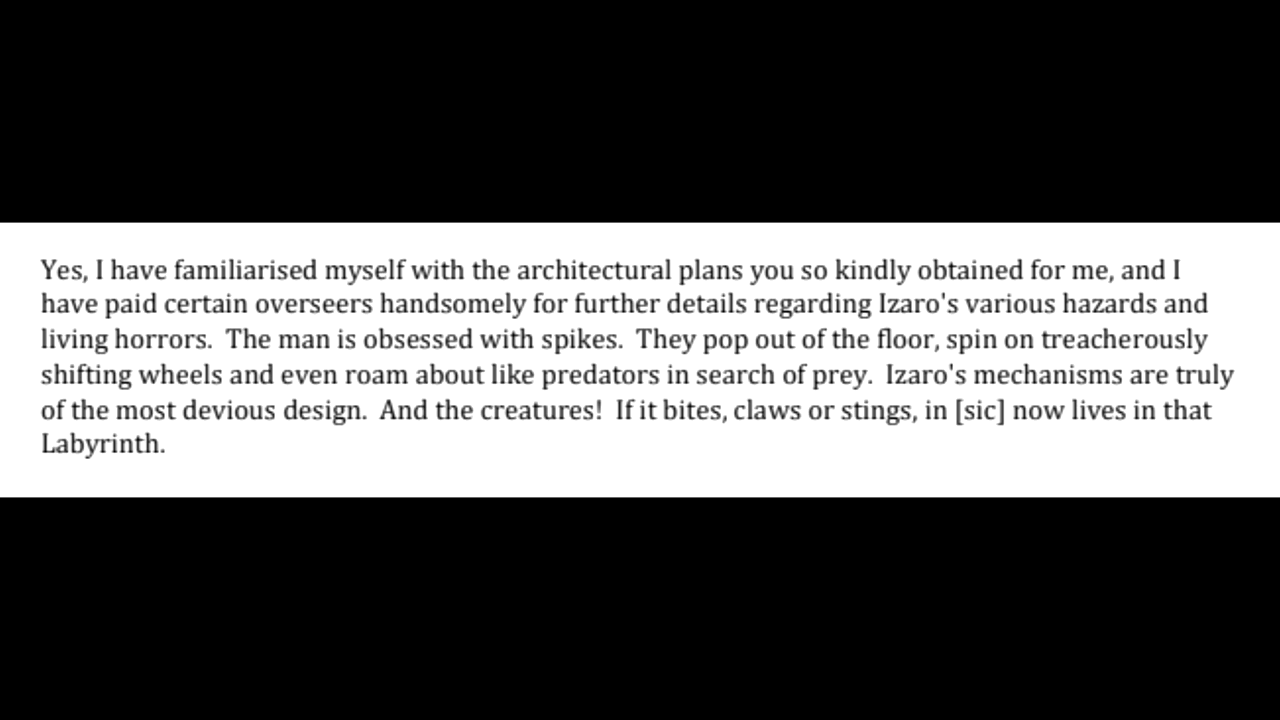 Yes, I have familiarised myself with the architectural plans you so kindly obtained for me, and I
have paid certain overseers handsomely for further details regarding Izaro's various hazards and
living horrors.  The man is obsessed with spikes.  They pop out of the floor, spin on treacherously
shifting wheels and even roam about like predators in search of prey.  Izaro's mechanisms are truly
of the most devious design.  And the creatures!  If it bites, claws or stings, in [sic] now lives in that
Labyrinth.